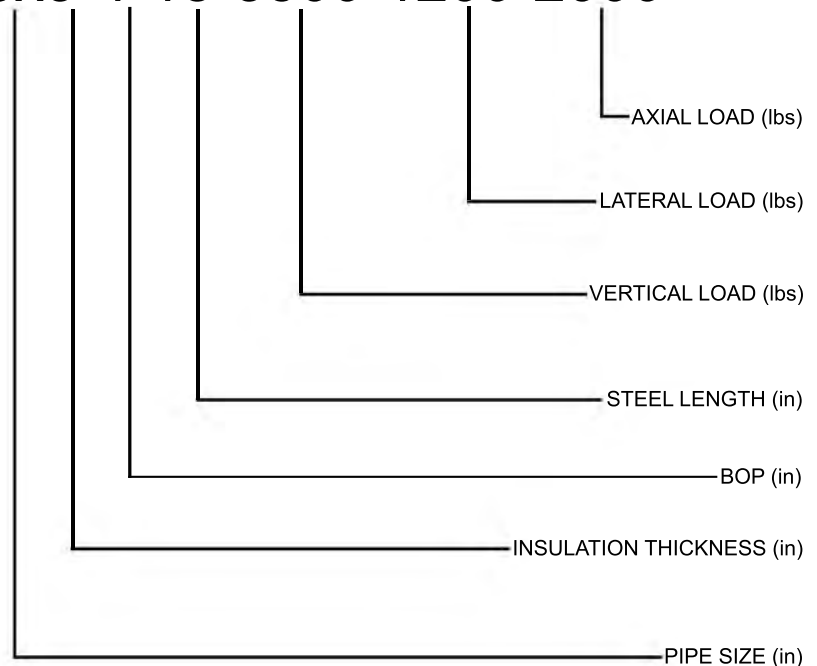 AXIAL LOAD (lbs)
LATERAL LOAD (lbs)
VERTICAL LOAD (lbs)
STEEL LENGTH (in)
BOP (in)
INSULATION THICKNESS (in)
PIPE SIZE (in)